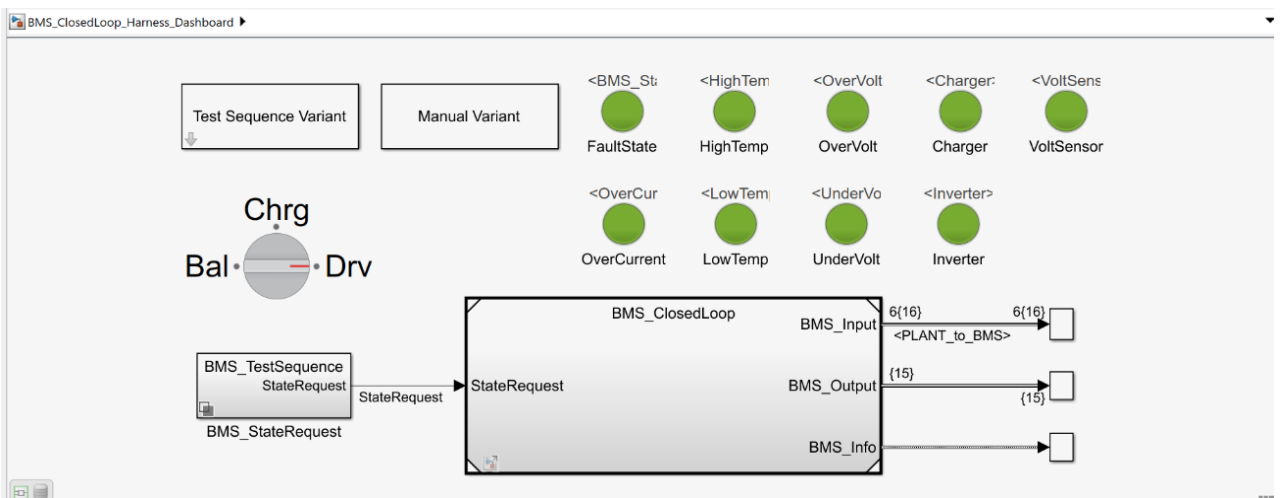 BMS_ClosedLoop_Harness_Dashboard
Test Sequence Variant
Manual Variant
<BMS_Sta
<HighTem
<OverVolt
<Charger:
<VoltSens
FaultState
HighTemp
OverVolt
Charger
VoltSensor
<OverCur
<LowTem
<UnderVo
<Inverter>
OverCurrent
LowTemp
UnderVolt
Inverter
Chrg
Bal
Drv
BMS_TestSequence
StateRequest
StateRequest
BMS_StateRequest
BMS_ClosedLoop
StateRequest
BMS_Input
6{16}
6{16}
<PLANT_to_BMS>
BMS_Output
{15}
{15}
BMS_Info